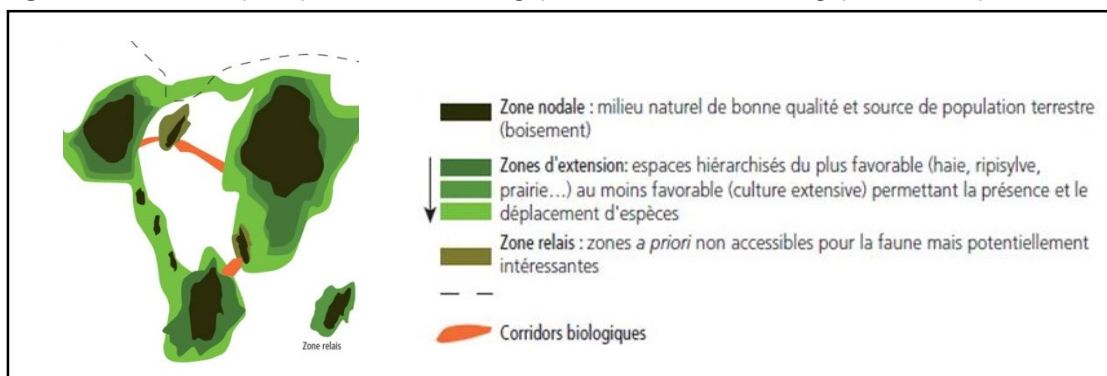 Zone relais
Zone nodale : milieu naturel de bonne qualité et source de population terrestre
(boisement)
Zones d'extension: espaces hiérarchisés du plus favorable (haie, ripisylve,
prairie...) au moins favorable (culture extensive) permettant la présence et le
déplacement d'espèces
Zone relais : zones a priori non accessibles pour la faune mais potentiellement
intéressantes
Corridors biologiques